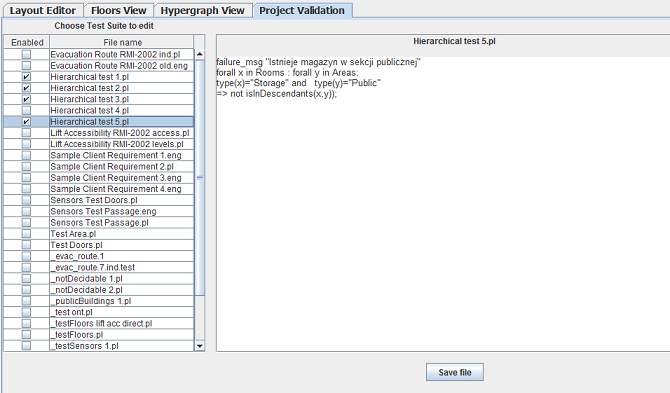 Layout Editor Floors View Hypergraph View Project Validation
Choose Test Suite to edit
Enabled File name
Evacuation Route RMI-2002 ind.pl
Evacuation Route RMI-2002 old.eng
Hierarchical test 1.pl
Hierarchical test 2.pl
Hierarchical test 3.pl
Hierarchical test 4.pl
Hierarchical test 5.pl
Lift Accessibility RMI-2002 access.pl
Lift Accessibility RMI-2002 levels.pl
Sample Client Requirement 1.eng
Sample Client Requirement 2.pl
Sample Client Requirement 3.eng
Sample Client Requirement 4.eng
Sensors Test Doors.pl
Sensors Test Passage.eng
Sensors Test Passage.pl
Test Area.pl
Test Doors.pl
_evac_route.1
_evac_route.7.ind.test
_notDecidable 1.pl
_notDecidable 2.pl
_publicBuildings 1.pl
_test ont.pl
_testFloors lift acc direct.pl
_testFloors.pl
_testSensors 1.pl
Hierarchical test 5.pl
failure_msg "Istnieje magazyn w sekcji publicznej"
forall x in Rooms : forall y in Areas:
type(x)="Storage" and type(y)="Public"
=> not isInDescendants(x,y));
Save file